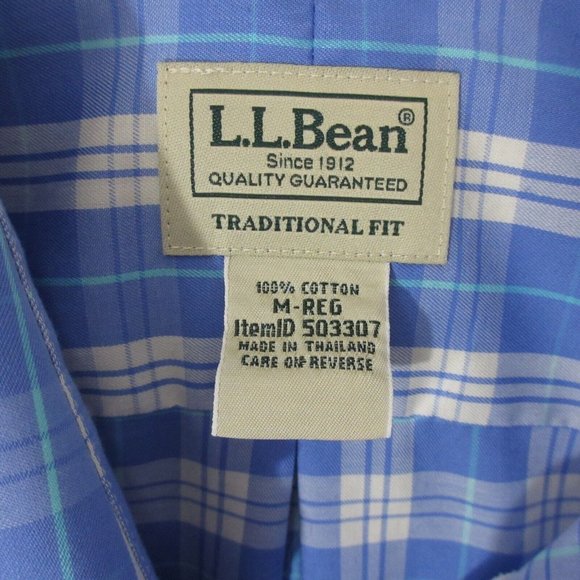 L.L.Bean®
Since 1912
QUALITY GUARANTEED
TRADITIONAL FIT
100% COTTON
M-REG
ItemID 503307
MADE IN THAILAND
CARE ON REVERSE